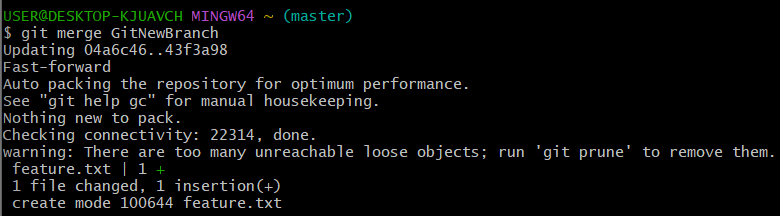 USER@DESKTOP-KJUAVCH MINGW64 ~ (master)
$ git merge GitNewBranch
Updating 04a6c46..43f3a98
Fast-forward
Auto packing the repository for optimum performance.
See "git help gc" for manual housekeeping.
Nothing new to pack.
Checking connectivity: 22314, done.
warning: There are too many unreachable loose objects; run 'git prune' to remove them.
 feature.txt | 1 +
 1 file changed, 1 insertion(+)
 create mode 100644 feature.txt